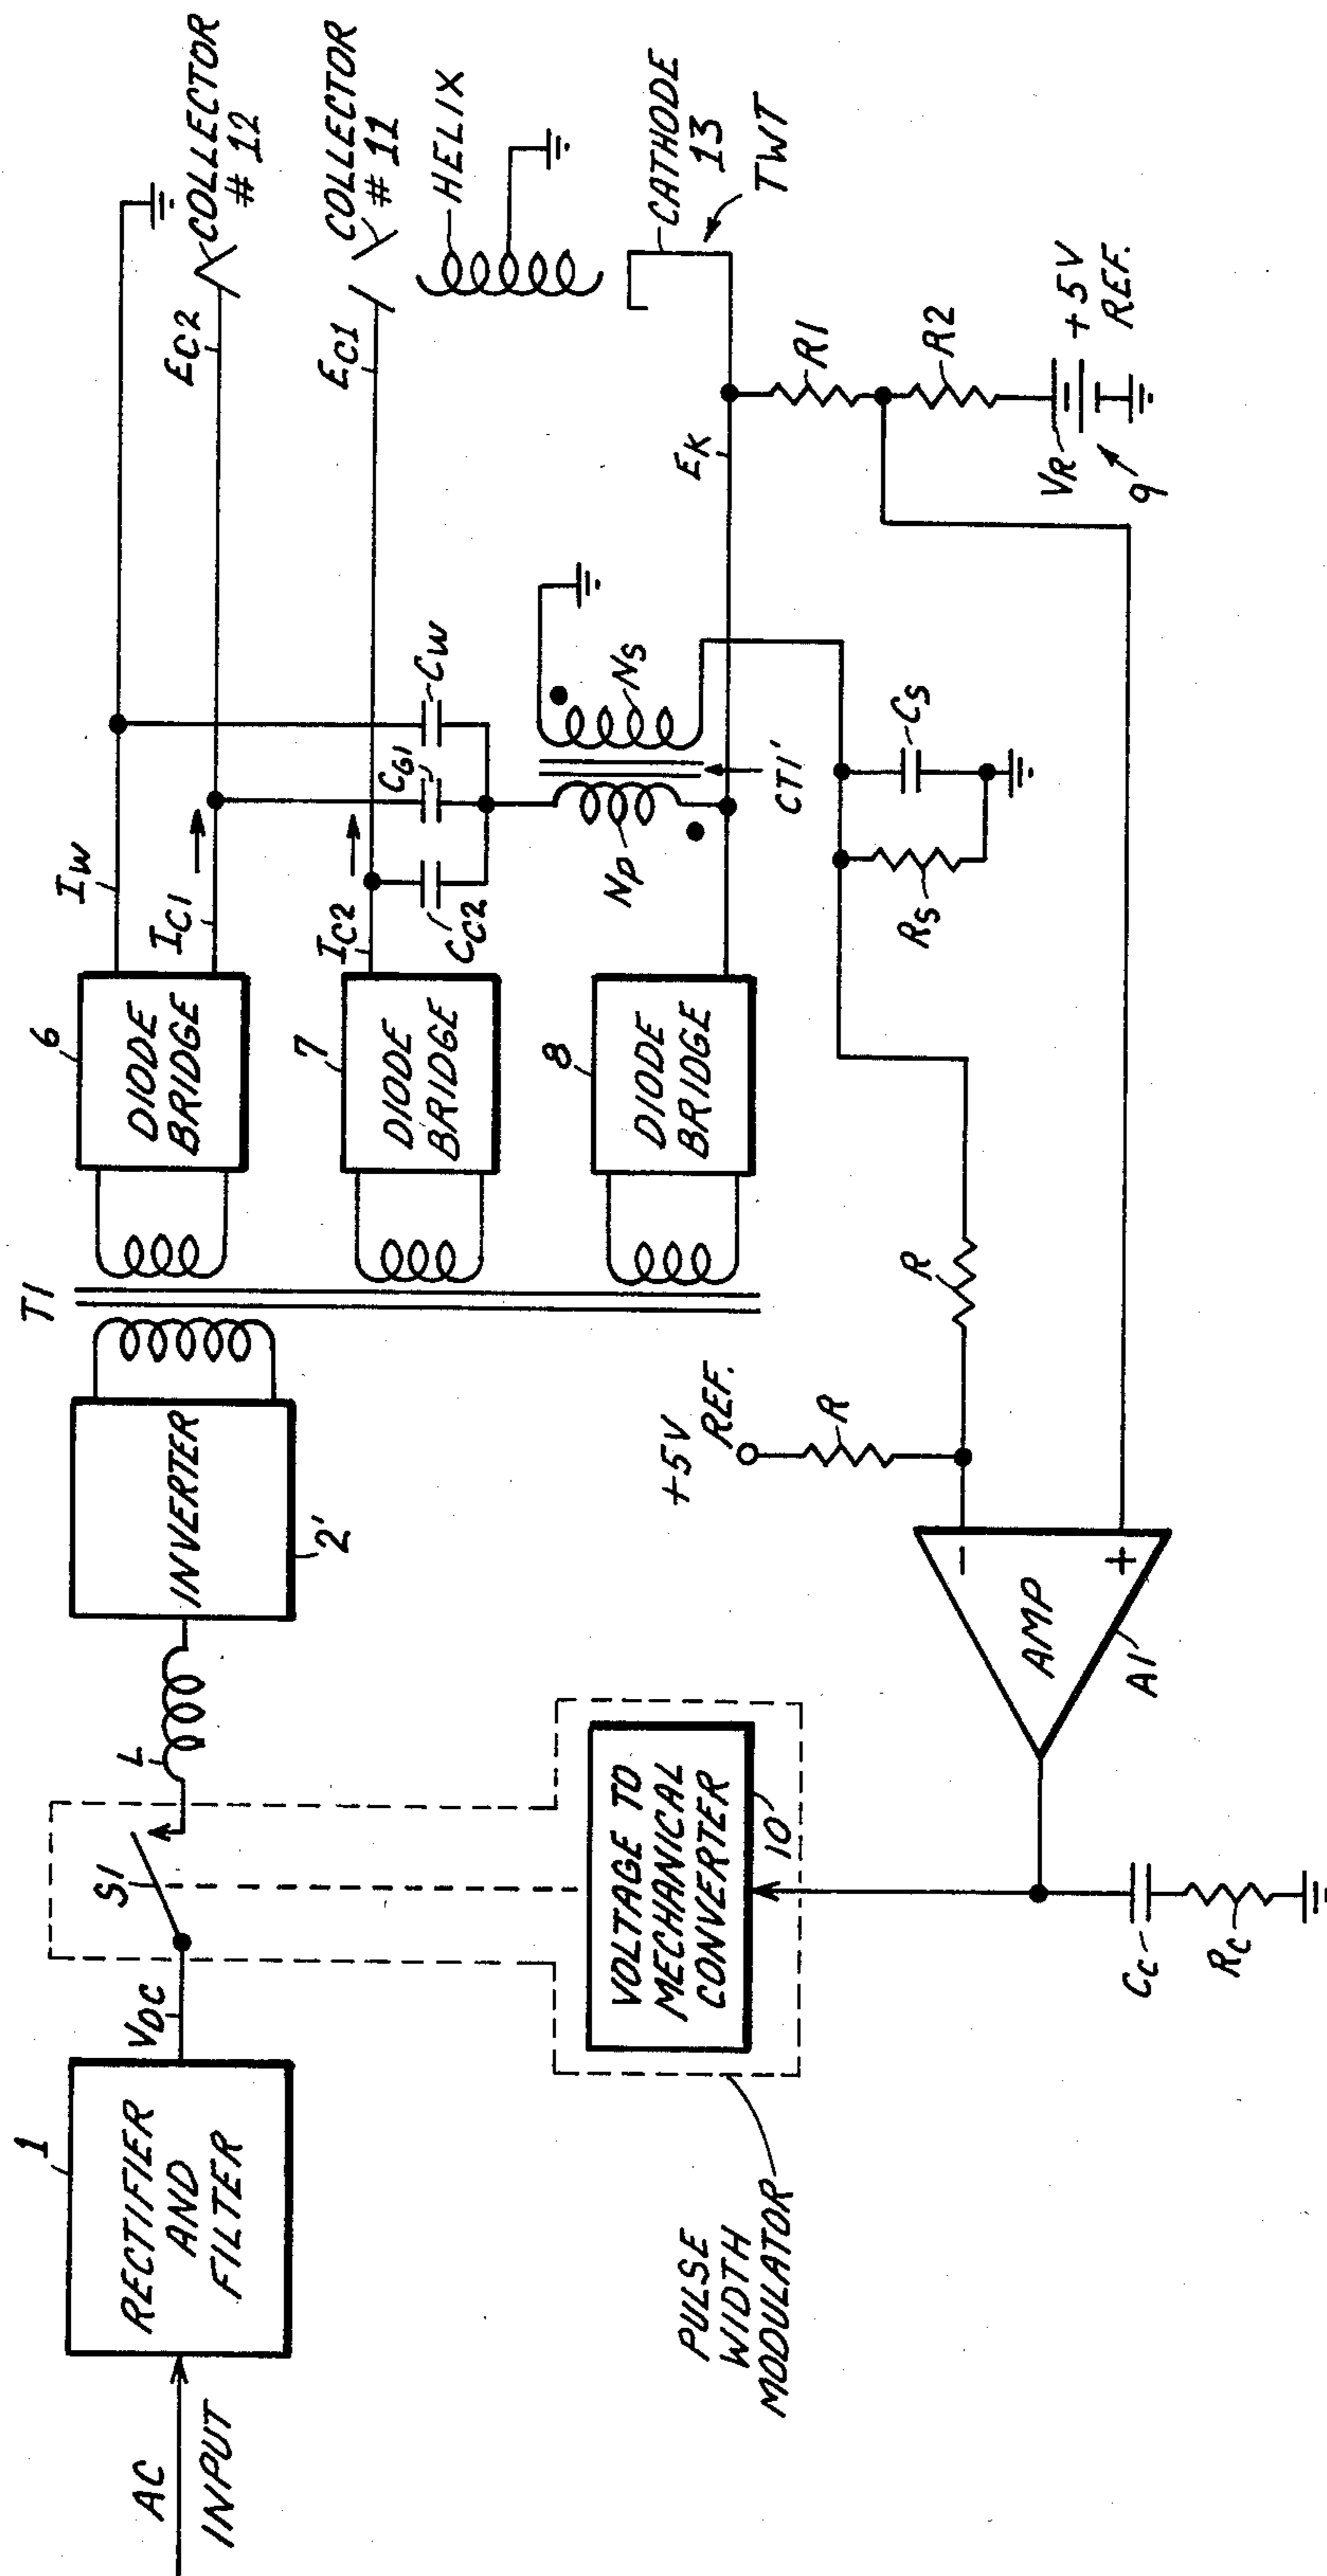 AC
INPUT
1
RECTIFIER
AND
FILTER
VDC
S1
L
INVERTER
2'
T1
6
DIODE
BRIDGE
7
DIODE
BRIDGE
8
DIODE
BRIDGE
IW
IC1
IC2
CC2
CG1
CW
NP
NS
CT1'
EC2
EC1
EK
COLLECTOR
# 12
COLLECTOR
# 11
HELIX
CATHODE
13
TWT
R1
R2
VR
+5V
REF.
9
RS
CS
R
+5V
REF.
R
AMP
-
+
A1
CC
RC
VOLTAGE TO
MECHANICAL
CONVERTER
10
PULSE
WIDTH
MODULATOR